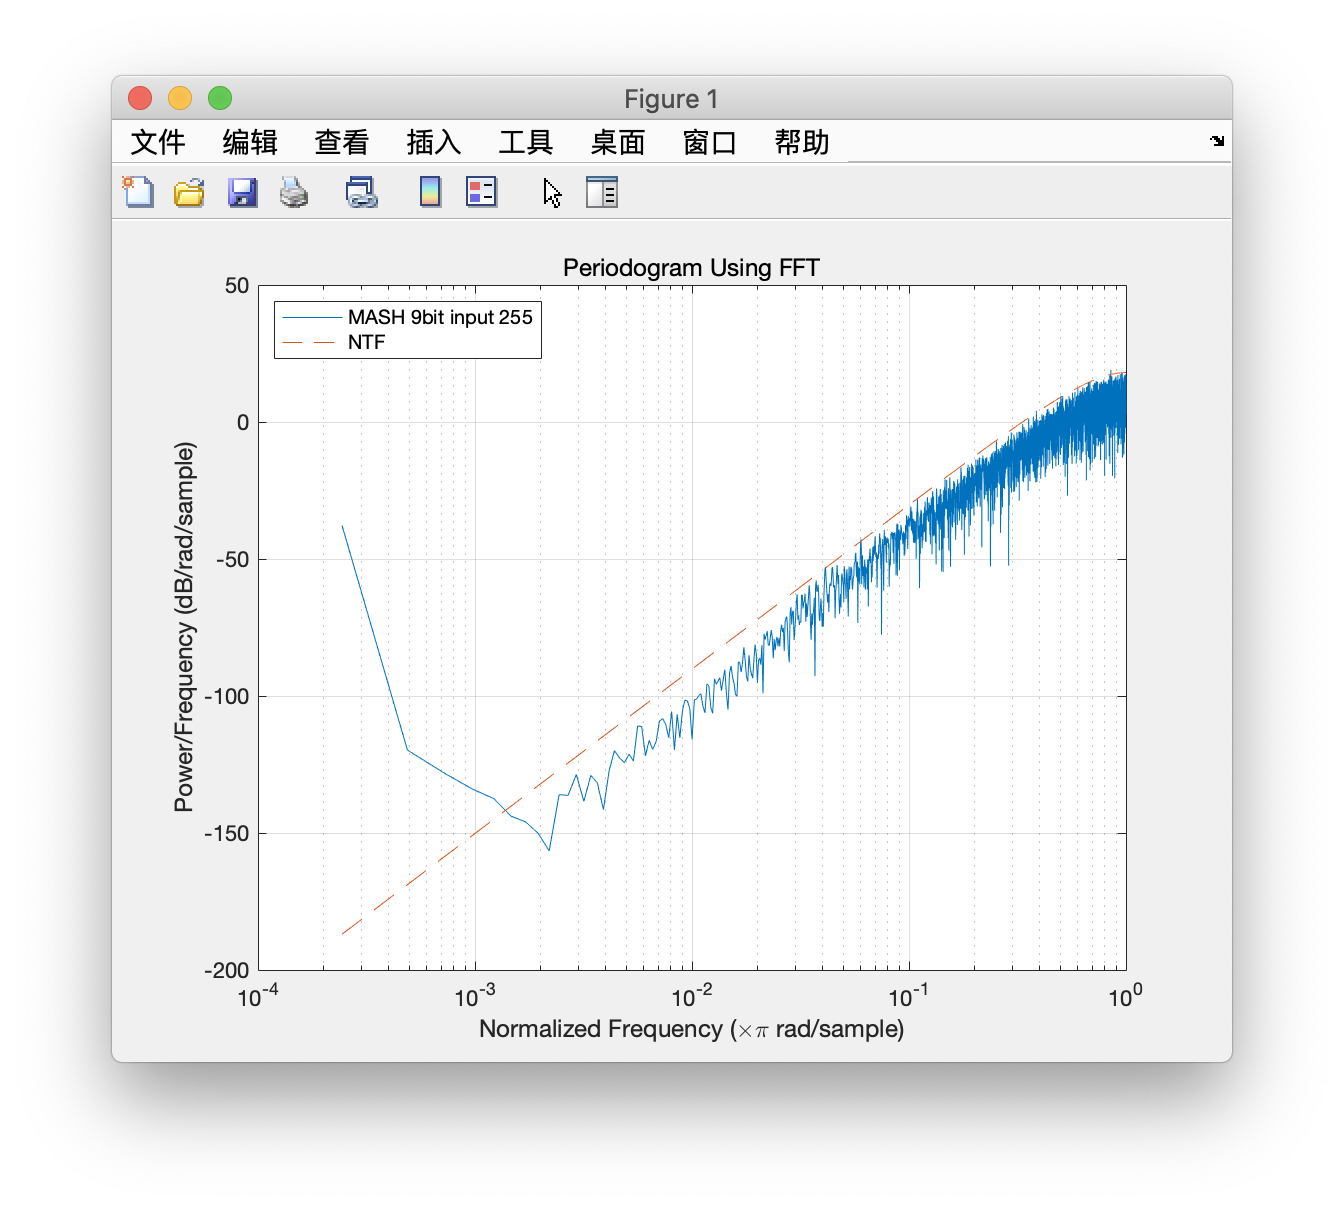 Figure 1
文件 编辑 查看 插入 工具 桌面 窗口 帮助
Periodogram Using FFT
MASH 9bit input 255
NTF
50
0
-50
-100
-150
-200
Power/Frequency (dB/rad/sample)
10^-4 10^-3 10^-2 10^-1 10^0
Normalized Frequency (×π rad/sample)